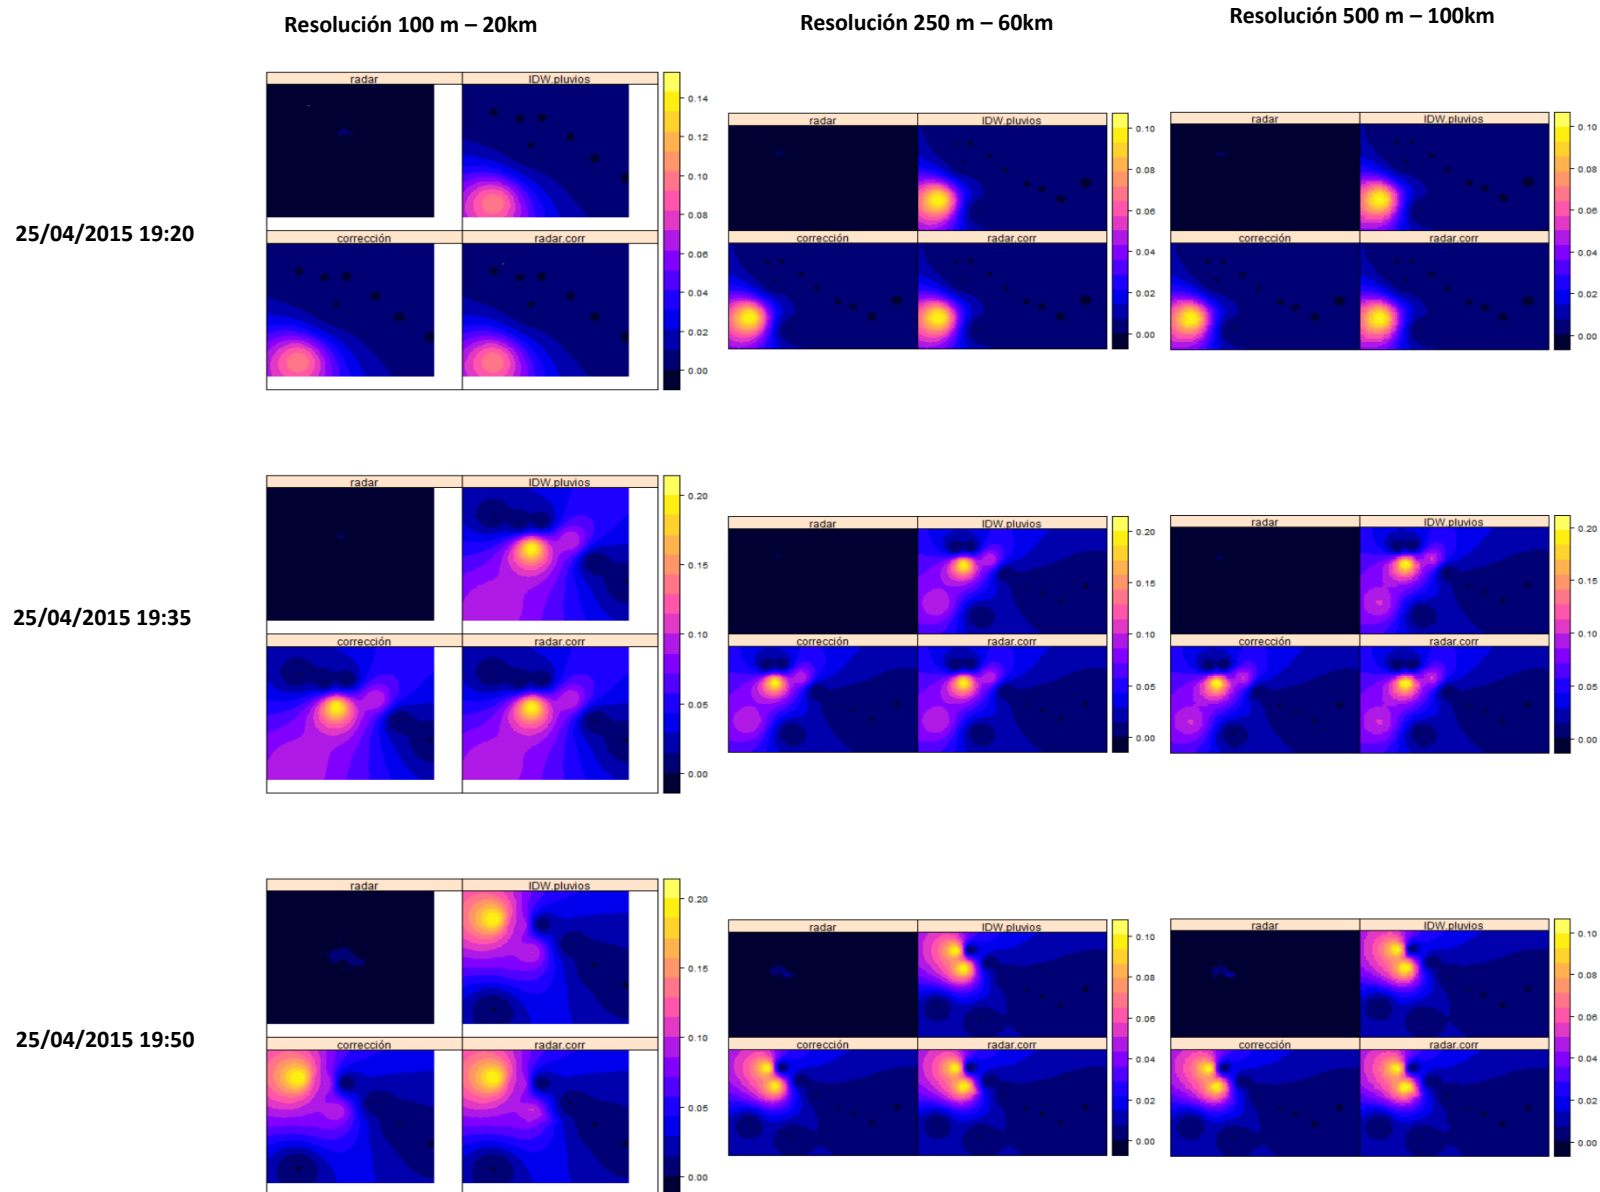 Resolución 100 m – 20km
Resolución 250 m – 60km
Resolución 500 m – 100km
25/04/2015 19:20
radar
IDW.pluvios
corrección
radar.corr
0.14
0.12
0.10
0.08
0.06
0.04
0.02
0.00
radar
IDW.pluvios
corrección
radar.corr
0.10
0.08
0.06
0.04
0.02
0.00
radar
IDW.pluvios
corrección
radar.corr
0.10
0.08
0.06
0.04
0.02
0.00
25/04/2015 19:35
radar
IDW.pluvios
corrección
radar.corr
0.20
0.15
0.10
0.05
0.00
radar
IDW.pluvios
corrección
radar.corr
0.20
0.15
0.10
0.05
0.00
radar
IDW.pluvios
corrección
radar.corr
0.20
0.15
0.10
0.05
0.00
25/04/2015 19:50
radar
IDW.pluvios
corrección
radar.corr
0.20
0.15
0.10
0.05
0.00
radar
IDW.pluvios
corrección
radar.corr
0.10
0.08
0.06
0.04
0.02
0.00
radar
IDW.pluvios
corrección
radar.corr
0.10
0.08
0.06
0.04
0.02
0.00